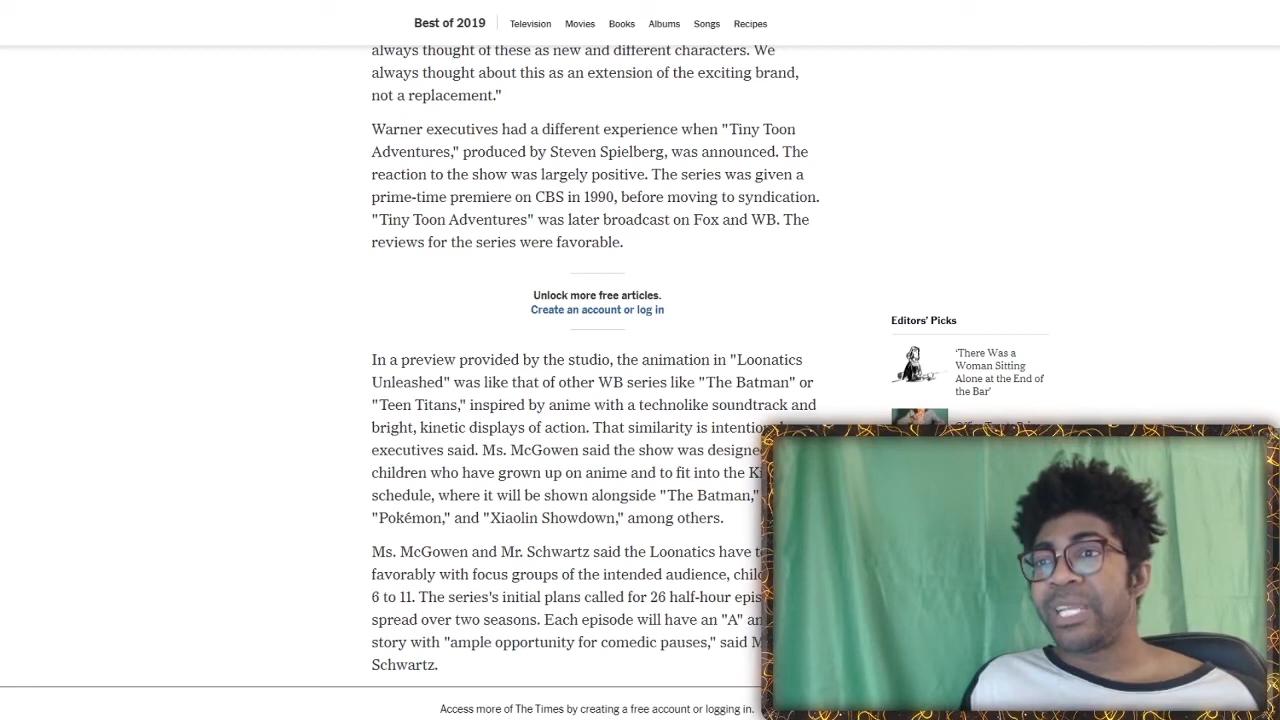 Best of 2019 Television Movies Books Albums Songs Recipes
always thought of these as new and different characters. We
always thought about this as an extension of the exciting brand,
not a replacement."
Warner executives had a different experience when "Tiny Toon
Adventures," produced by Steven Spielberg, was announced. The
reaction to the show was largely positive. The series was given a
prime-time premiere on CBS in 1990, before moving to syndication.
"Tiny Toon Adventures" was later broadcast on Fox and WB. The
reviews for the series were favorable.
Unlock more free articles.
Create an account or log in
In a preview provided by the studio, the animation in "Loonatics
Unleashed" was like that of other WB series like "The Batman" or
"Teen Titans," inspired by anime with a technolike soundtrack and
bright, kinetic displays of action. That similarity is
executives said. Ms. McGowen said the show was
children who have grown up on anime and to fit into the
schedule, where it will be shown alongside "The Batman,"
"Pokémon," and "Xiaolin Showdown," among others.
Ms. McGowen and Mr. Schwartz said the Loonatics have
favorably with focus groups of the intended audience,
6 to 11. The series's initial plans called for 26 half-hour
spread over two seasons. Each episode will have an "A"
story with "ample opportunity for comedic pauses," said
Schwartz.
Editors' Picks
‘There Was a
Woman Sitting
Alone at the End of
the Bar’
Access more of The Times by creating a free account or logging in.